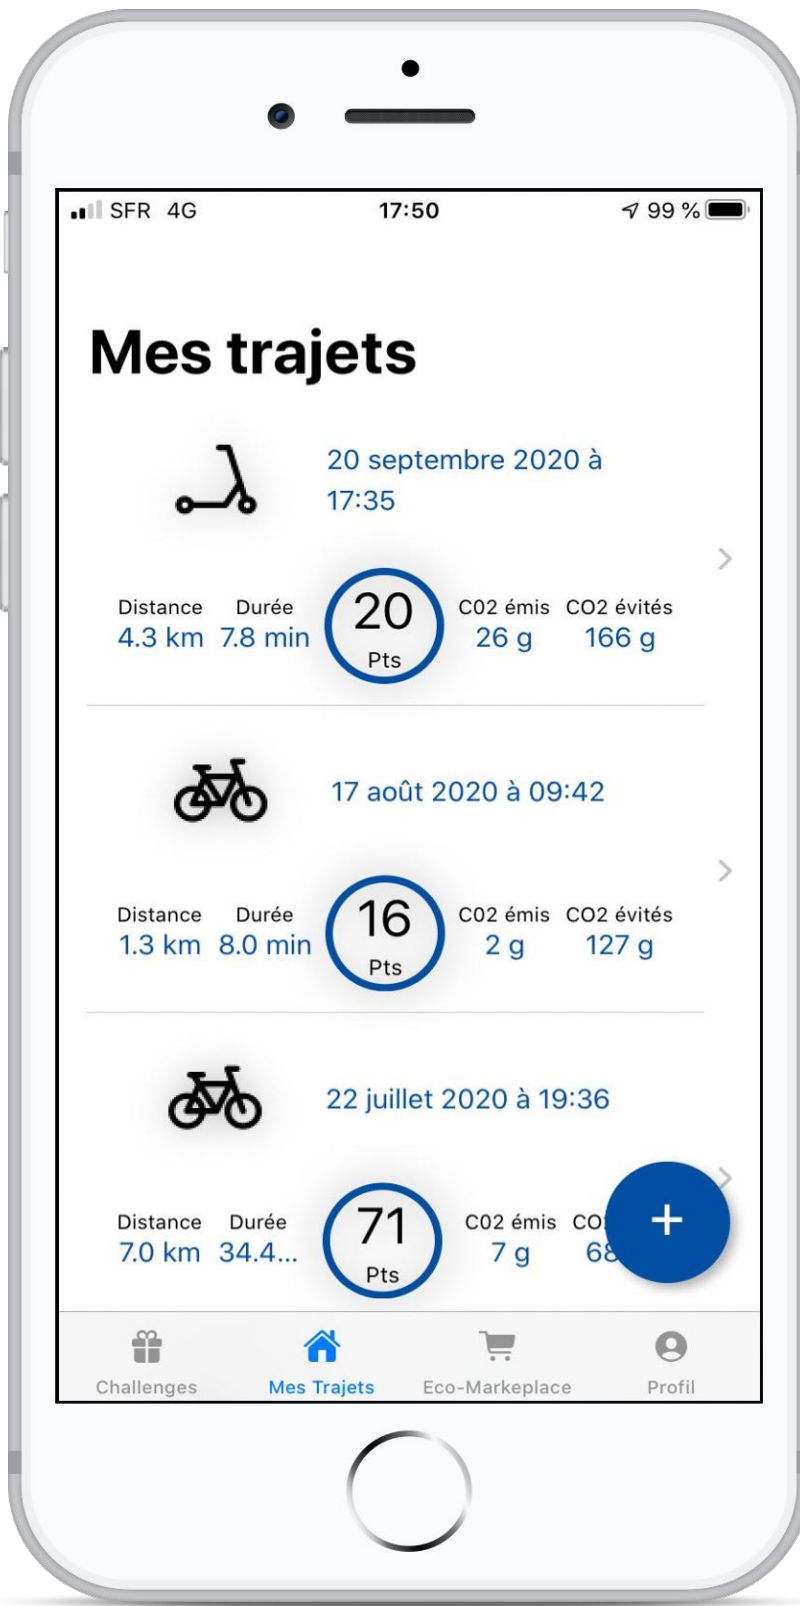 SFR 4G 17:50 99 %
Mes trajets
20 septembre 2020 à
17:35
Distance Durée 20 C02 émis CO2 évités
4.3 km 7.8 min Pts 26 g 166 g
17 août 2020 à 09:42
Distance Durée 16 C02 émis CO2 évités
1.3 km 8.0 min Pts 2 g 127 g
22 juillet 2020 à 19:36
Distance Durée 71 C02 émis
7.0 km 34.4... Pts 7 g
+
Challenges Mes Trajets Eco-Markeplace Profil